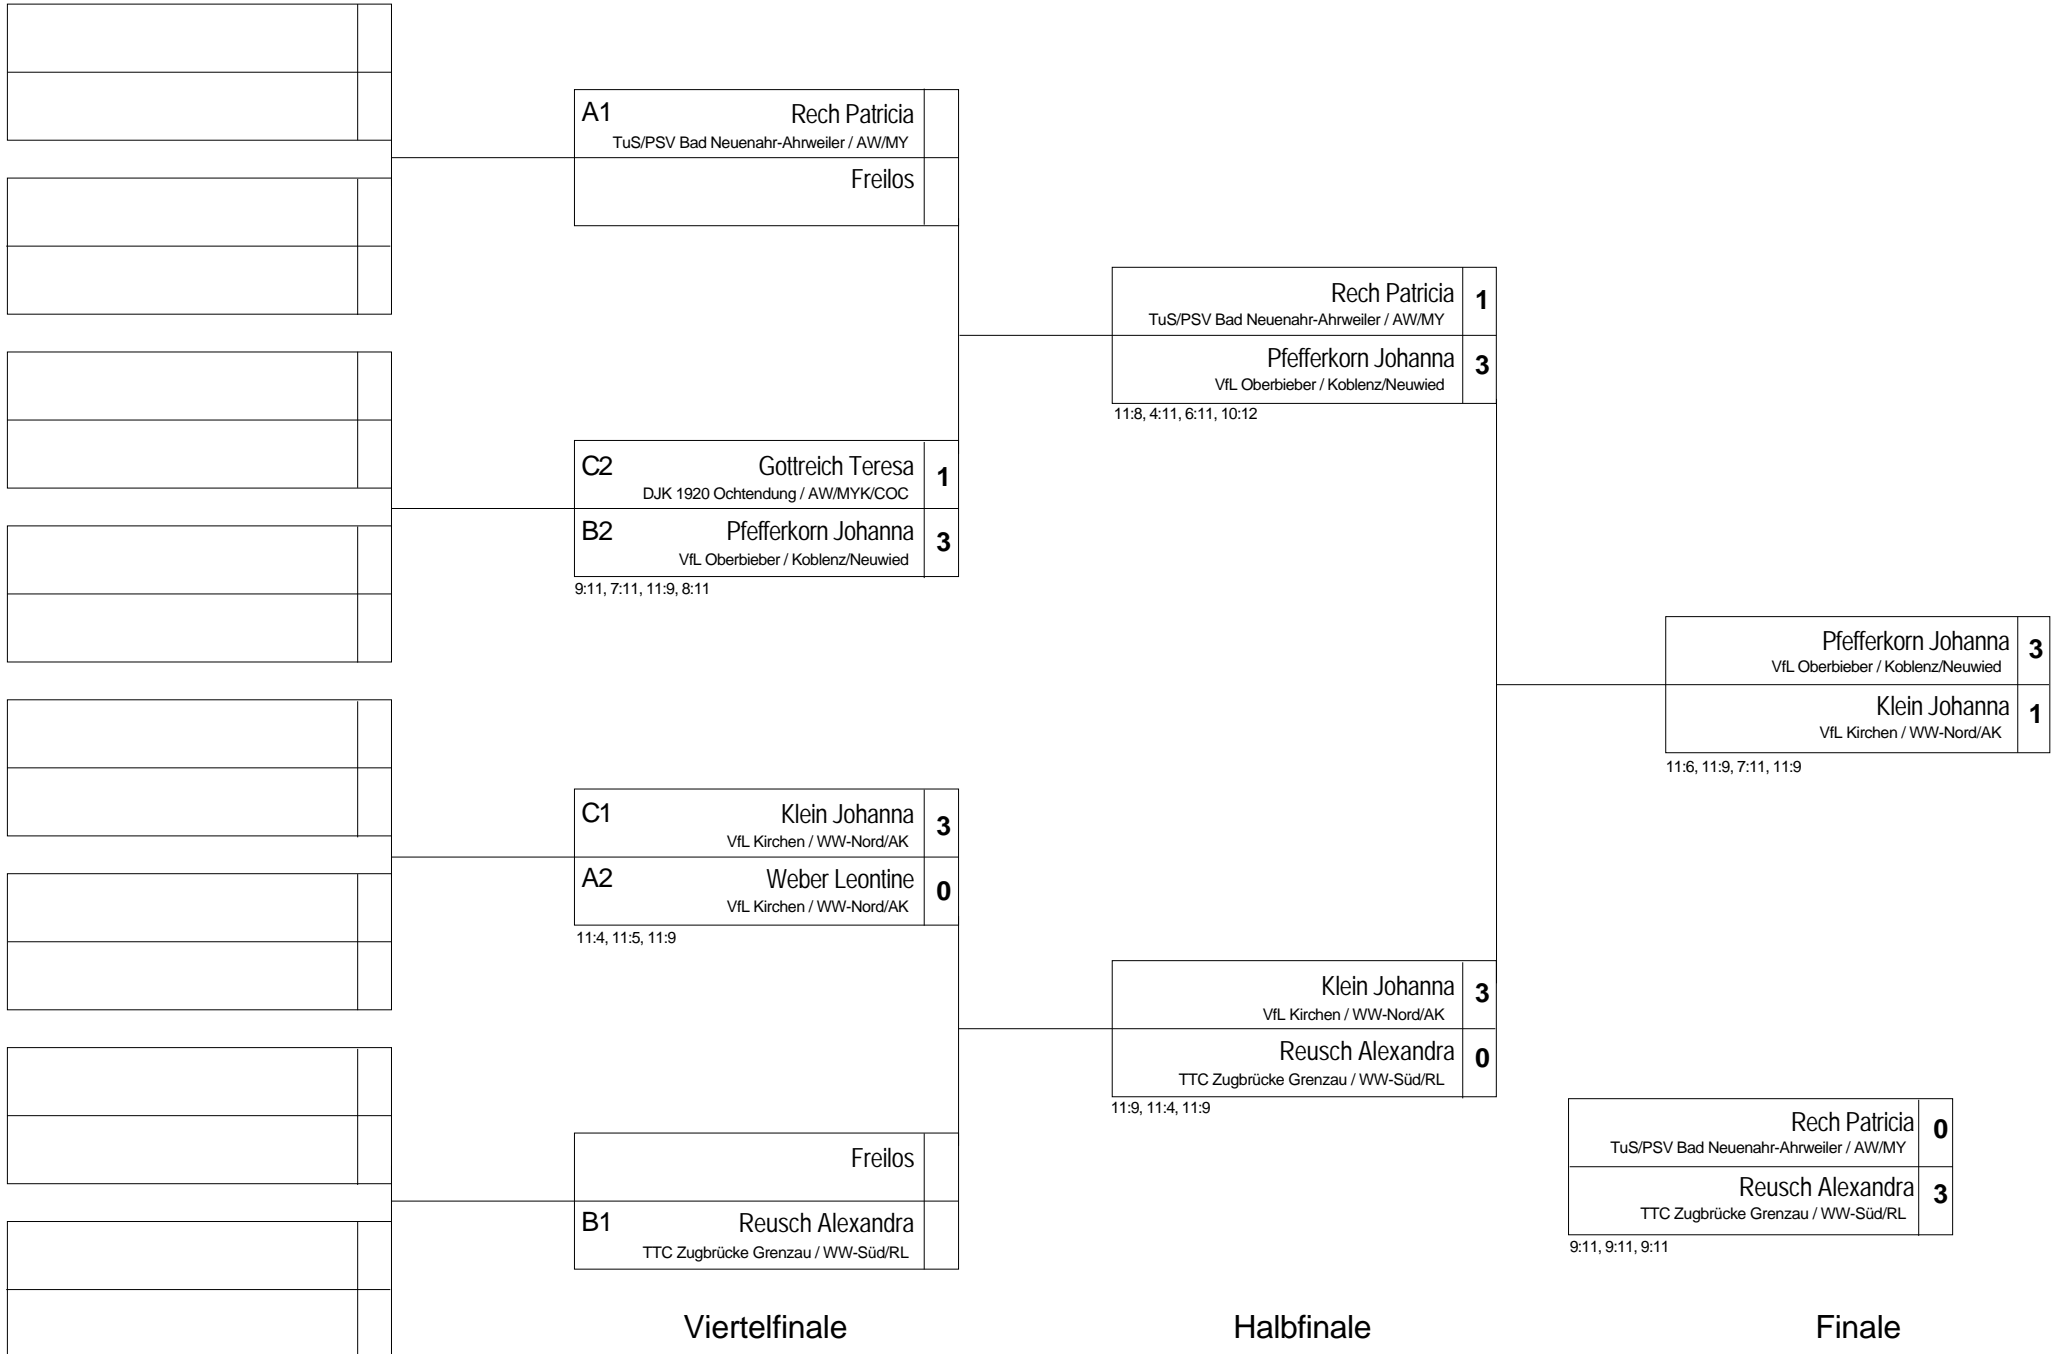 A1 Rech Patricia
TuS/PSV Bad Neuenahr-Ahrweiler / AW/MY
Freilos
C2 Gottreich Teresa 1
DJK 1920 Ochtendung / AW/MYK/COC
B2 Pfefferkorn Johanna 3
VfL Oberbieber / Koblenz/Neuwied
9:11, 7:11, 11:9, 8:11
C1 Klein Johanna 3
VfL Kirchen / WW-Nord/AK
A2 Weber Leontine 0
VfL Kirchen / WW-Nord/AK
11:4, 11:5, 11:9
Freilos
B1 Reusch Alexandra
TTC Zugbrücke Grenzau / WW-Süd/RL
Viertelfinale
Rech Patricia 1
TuS/PSV Bad Neuenahr-Ahrweiler / AW/MY
Pfefferkorn Johanna 3
VfL Oberbieber / Koblenz/Neuwied
11:8, 4:11, 6:11, 10:12
Klein Johanna 3
VfL Kirchen / WW-Nord/AK
Reusch Alexandra 0
TTC Zugbrücke Grenzau / WW-Süd/RL
11:9, 11:4, 11:9
Halbfinale
Pfefferkorn Johanna 3
VfL Oberbieber / Koblenz/Neuwied
Klein Johanna 1
VfL Kirchen / WW-Nord/AK
11:6, 11:9, 7:11, 11:9
Rech Patricia 0
TuS/PSV Bad Neuenahr-Ahrweiler / AW/MY
Reusch Alexandra 3
TTC Zugbrücke Grenzau / WW-Süd/RL
9:11, 9:11, 9:11
Finale